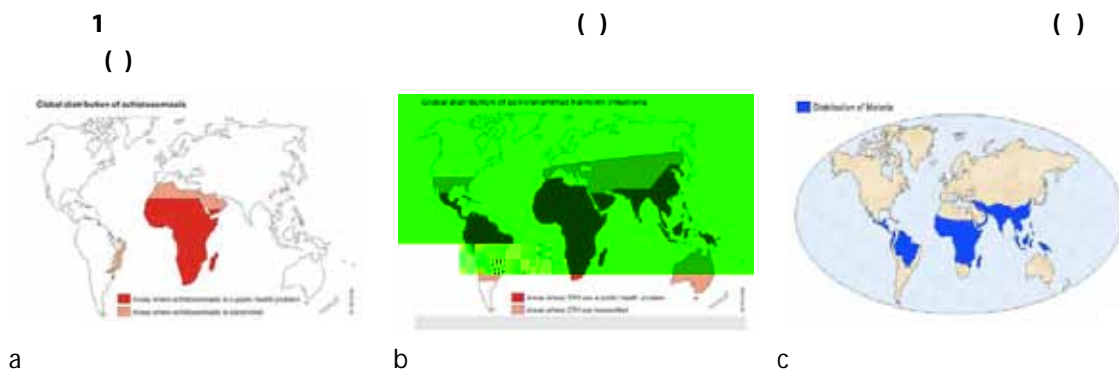 1 ( ) ( )
( )
Global distribution of schistosomiasis
Global distribution of soil-transmitted helminth infections
Distribution of Malaria
Areas where schistosomiasis is a public health problem
Areas where schistosomiasis is transmitted
Areas where STH are a public health problem
Areas where STH are transmitted
a b c